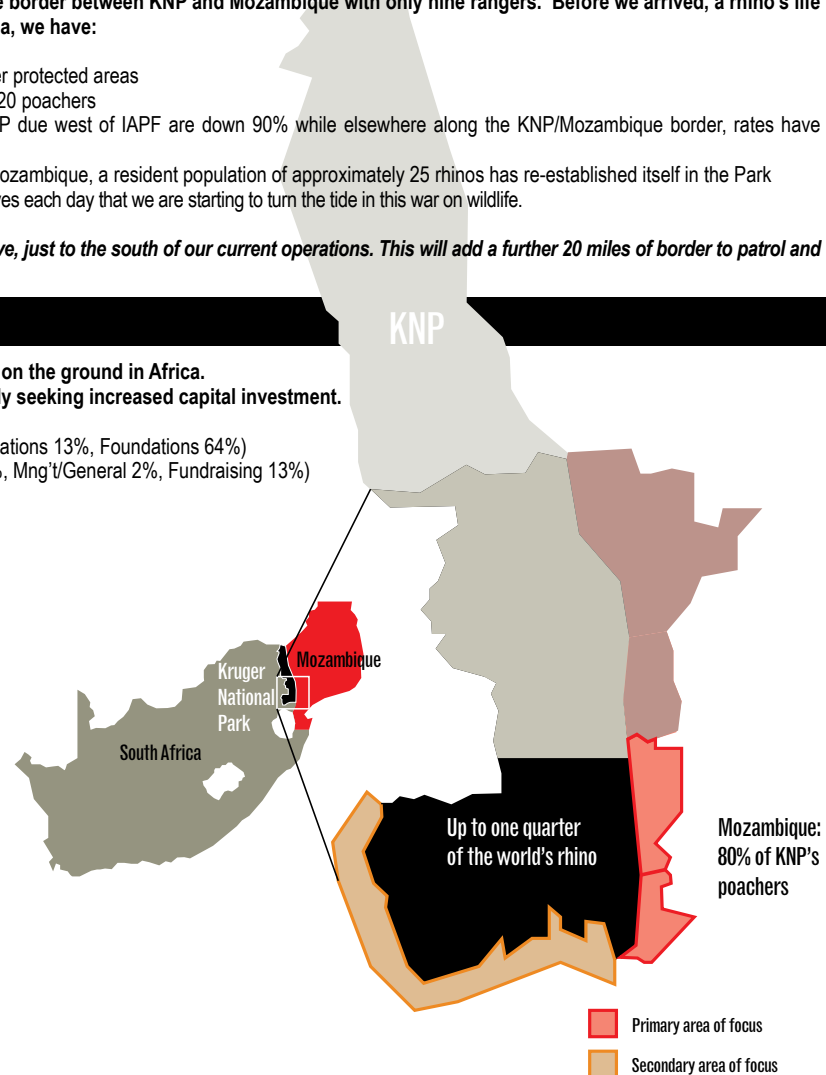 e border between KNP and Mozambique with only nine rangers. Before we arrived, a rhino's life
a, we have:
er protected areas
20 poachers
P due west of IAPF are down 90% while elsewhere along the KNP/Mozambique border, rates have
ozambique, a resident population of approximately 25 rhinos has re-established itself in the Park
ves each day that we are starting to turn the tide in this war on wildlife.
ve, just to the south of our current operations. This will add a further 20 miles of border to patrol and
KNP
on the ground in Africa.
ly seeking increased capital investment.
ations 13%, Foundations 64%)
%, Mng't/General 2%, Fundraising 13%)
Mozambique
Kruger
National
Park
South Africa
Up to one quarter
of the world's rhino
Mozambique:
80% of KNP's
poachers
Primary area of focus
Secondary area of focus